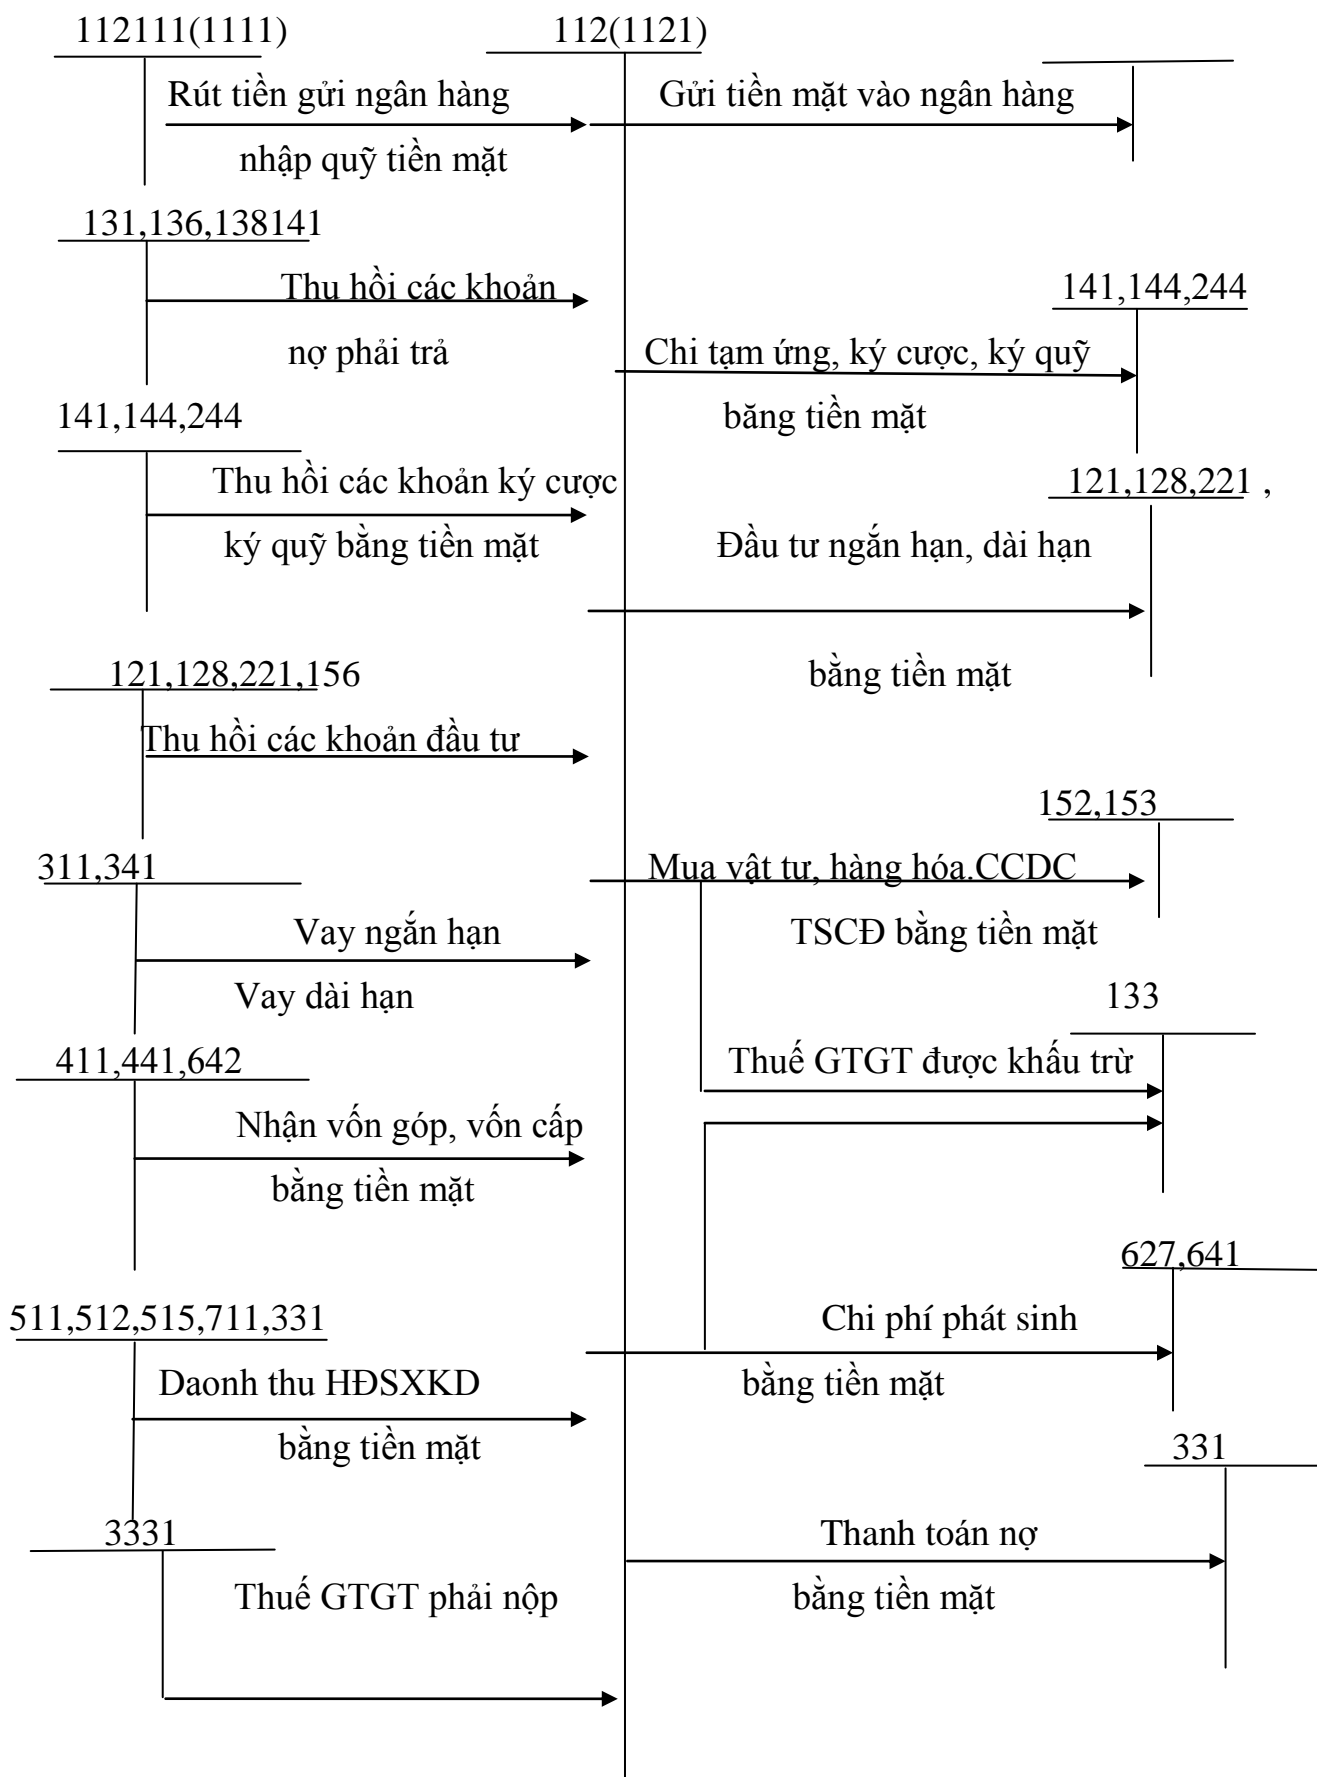 112111(1111)
112(1121)
Rút tiền gửi ngân hàng
Gửi tiền mặt vào ngân hàng
nhập quỹ tiền mặt
131,136,138141
Thu hồi các khoản
141,144,244
nợ phải trả
Chi tạm ứng, ký cược, ký quỹ
băng tiền mặt
141,144,244
Thu hồi các khoản ký cược
121,128,221 ,
ký quỹ bằng tiền mặt
Đầu tư ngắn hạn, dài hạn
121,128,221,156
bằng tiền mặt
Thu hồi các khoản đầu tư
152,153
311,341
Mua vật tư, hàng hóa.CCDC
Vay ngắn hạn
TSCĐ bằng tiền mặt
Vay dài hạn
133
411,441,642
Thuế GTGT được khấu trừ
Nhận vốn góp, vốn cấp
bằng tiền mặt
627,641
511,512,515,711,331
Chi phí phát sinh
Daonh thu HĐSXKD
bằng tiền mặt
bằng tiền mặt
331
3331
Thanh toán nợ
Thuế GTGT phải nộp
bằng tiền mặt